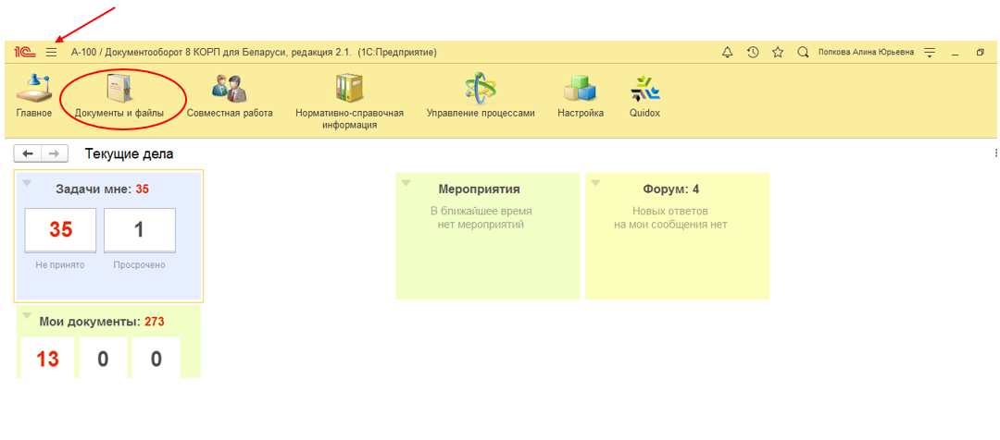 1С А-100 / Документооборот 8 КОРП для Беларуси, редакция 2.1. (1С:Предприятие) Попкова Алина Юрьевна
Главное Документы и файлы Совместная работа Нормативно-справочная информация Управление процессами Настройка Quidox
Текущие дела
Задачи мне: 35
35 1
Не принято Просрочено
Мероприятия
В ближайшее время
нет мероприятий
Форум: 4
Новых ответов
на мои сообщения нет
Мои документы: 273
13 0 0